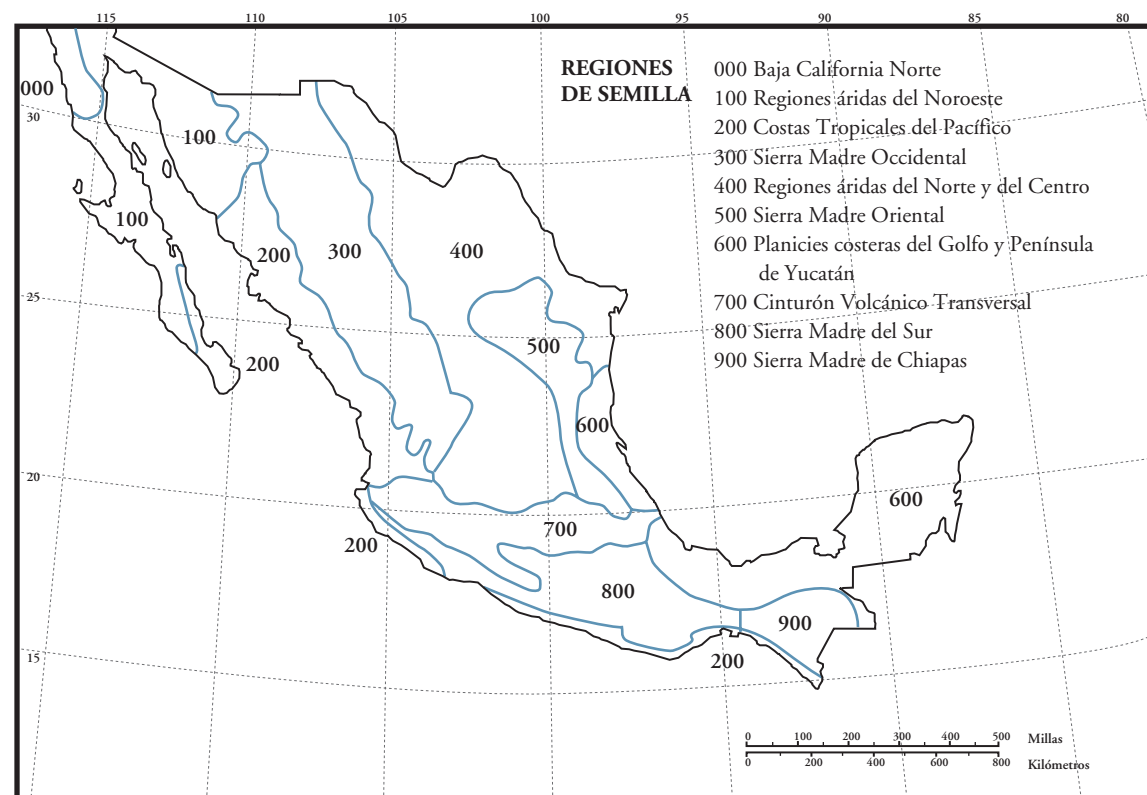 115 110 105 100 95 90 85 80
REGIONES
DE SEMILLA
000 Baja California Norte
100 Regiones áridas del Noroeste
200 Costas Tropicales del Pacífico
300 Sierra Madre Occidental
400 Regiones áridas del Norte y del Centro
500 Sierra Madre Oriental
600 Planicies costeras del Golfo y Península
de Yucatán
700 Cinturón Volcánico Transversal
800 Sierra Madre del Sur
900 Sierra Madre de Chiapas
000
30
100
100
200
300
400
25
500
200
600
20
600
700
200
800
900
15
200
0 100 200 300 400 500 Millas
0 200 400 600 800 Kilómetros